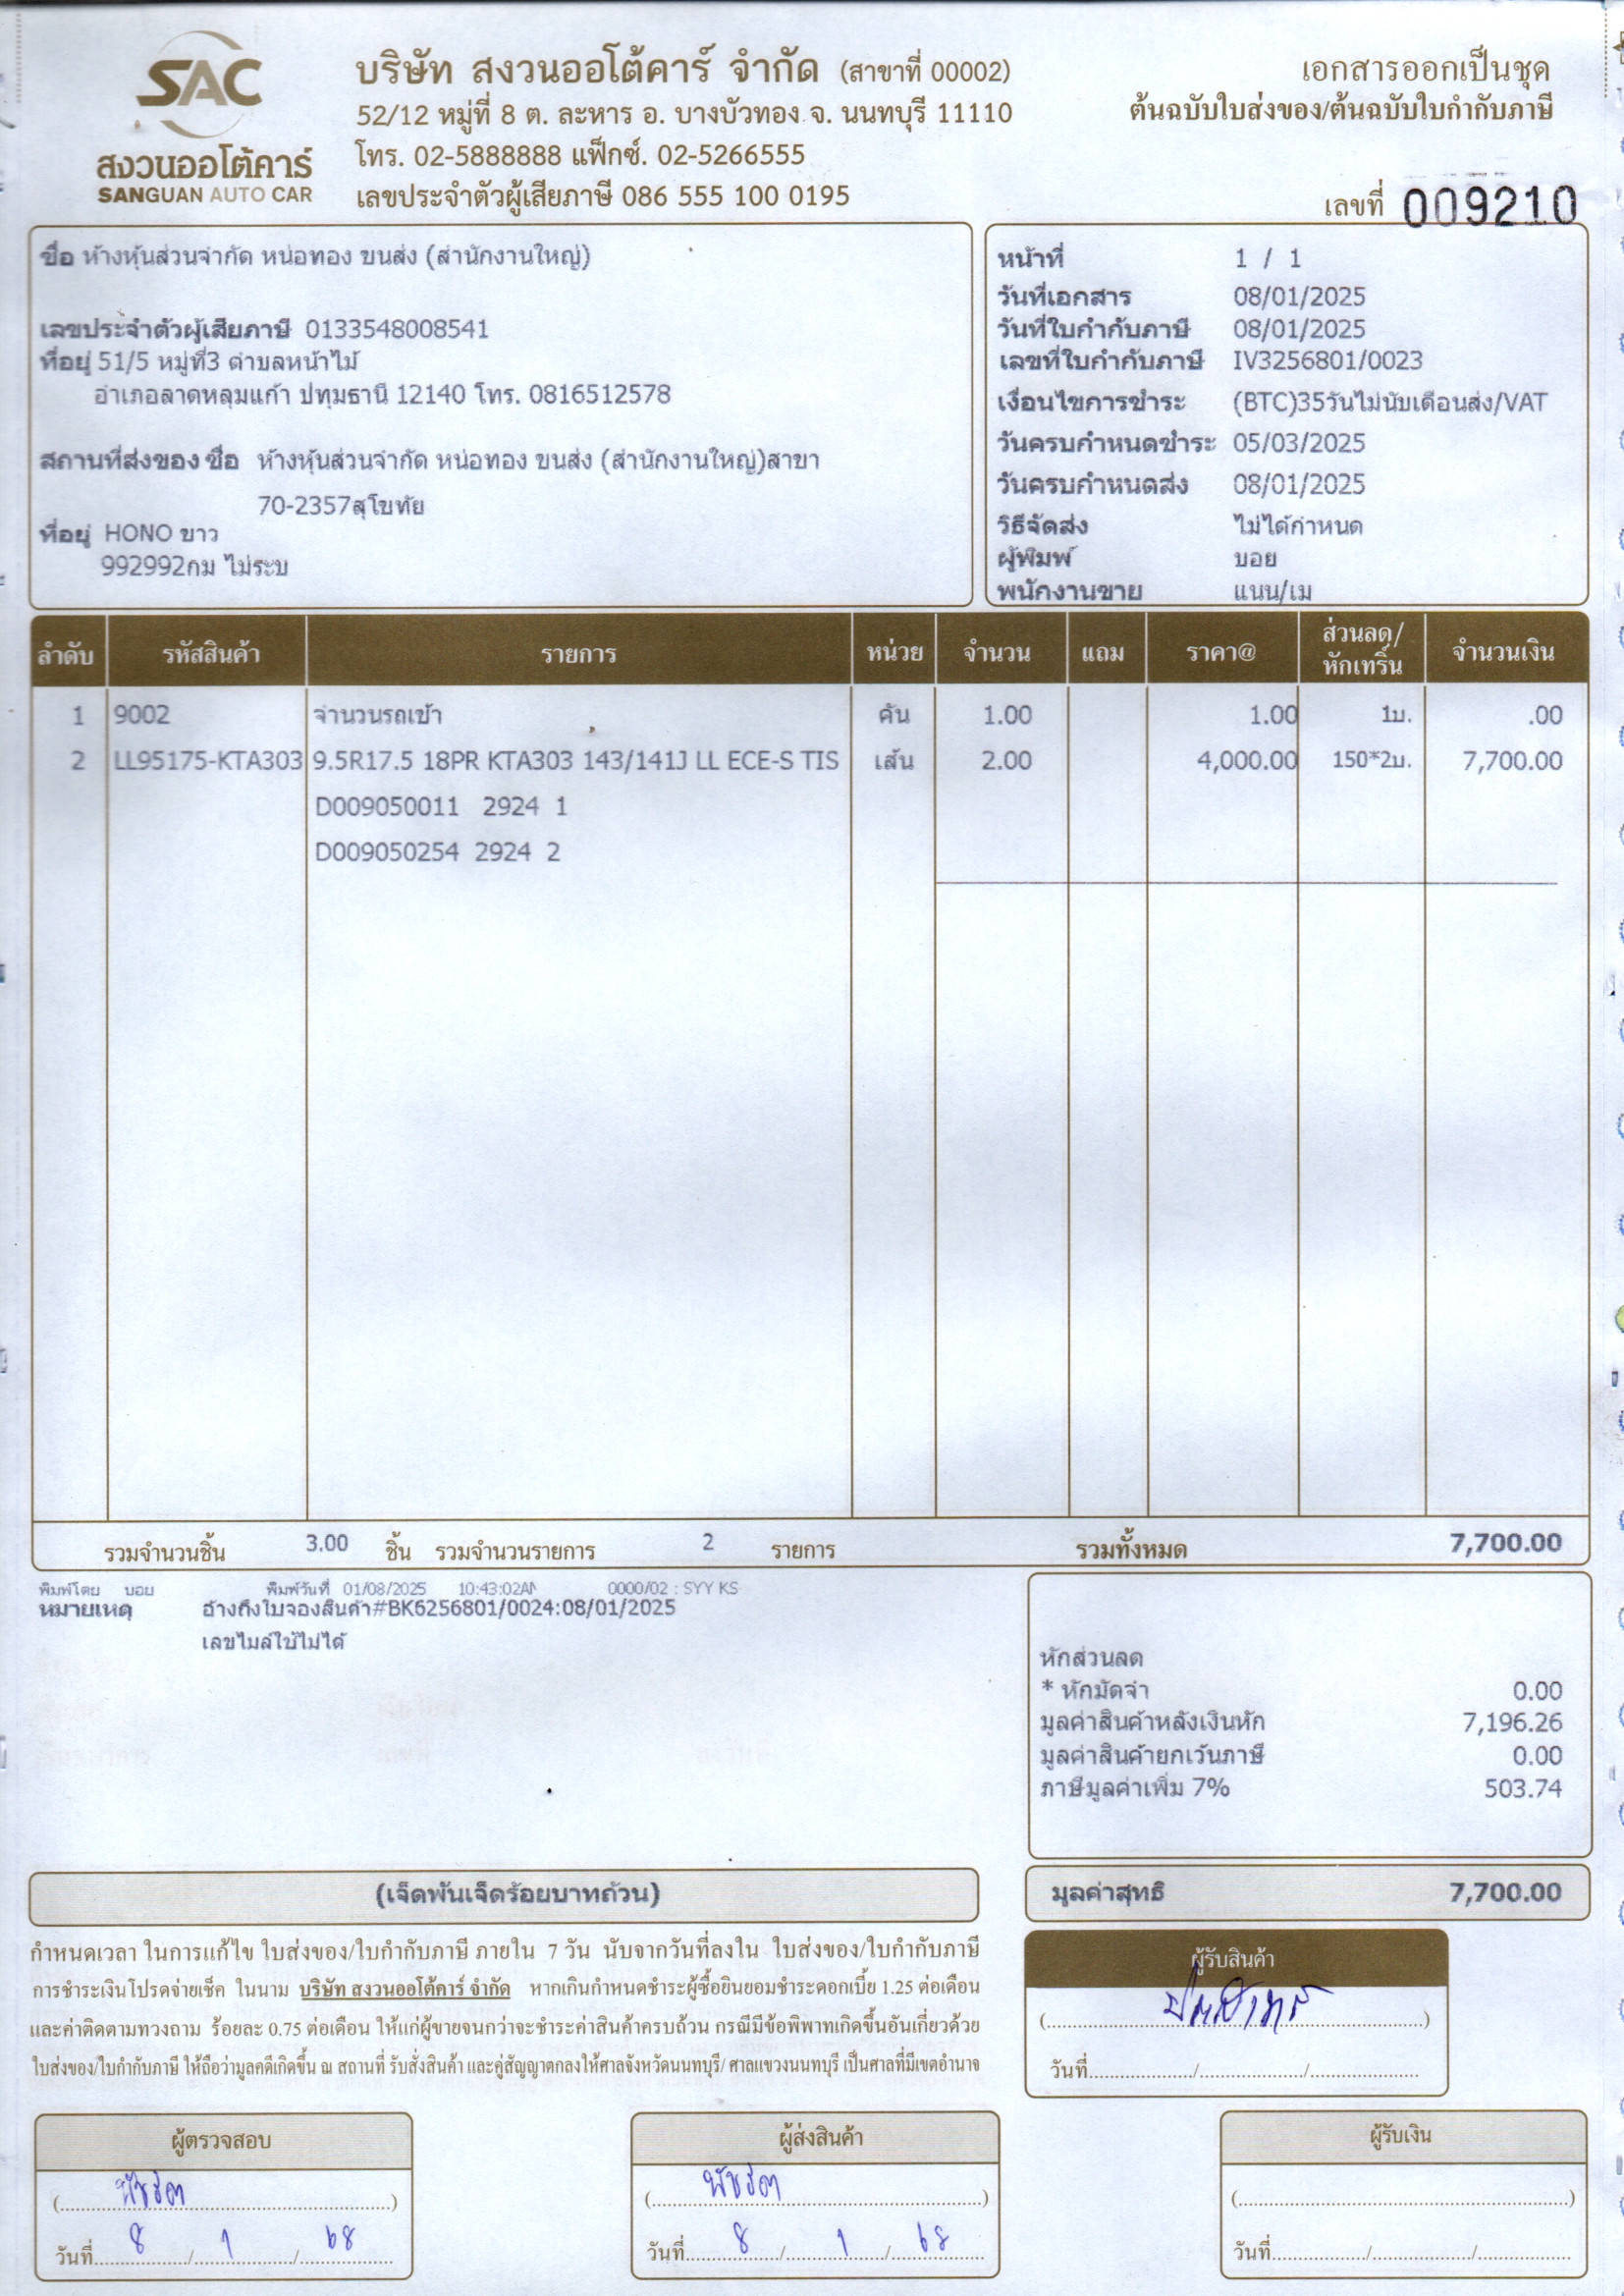 SAC
สงวนออโต้คาร์
SANGUAN AUTO CAR
บริษัท สงวนออโต้คาร์ จำกัด (สาขาที่ 00002)
52/12 หมู่ที่ 8 ต. ละหาร อ. บางบัวทอง จ. นนทบุรี 11110
โทร. 02-5888888 แฟ็กซ์. 02-5266555
เลขประจำตัวผู้เสียภาษี 086 555 100 0195
เอกสารออกเป็นชุด
ต้นฉบับใบส่งของ/ต้นฉบับใบกำกับภาษี
เลขที่ 009210
ชื่อ ห้างหุ้นส่วนจำกัด หน่อทอง ขนส่ง (สำนักงานใหญ่)
เลขประจำตัวผู้เสียภาษี 0133548008541
ที่อยู่ 51/5 หมู่ที่3 ตำบลหน้าไม้
อำเภอลาดหลุมแก้า ปทุมธานี 12140 โทร. 0816512578
สถานที่ส่งของ ชื่อ ห้างหุ้นส่วนจำกัด หน่อทอง ขนส่ง (สำนักงานใหญ่)สาขา
70-2357สุโขทัย
ที่อยู่ HONO ขาว
992992กม ไม่ระบ
หน้าที่ 1 / 1
วันที่เอกสาร 08/01/2025
วันที่ใบกำกับภาษี 08/01/2025
เลขที่ใบกำกับภาษี IV3256801/0023
เงื่อนไขการชำระ (BTC)35วันไม่นับเดือนส่ง/VAT
วันครบกำหนดชำระ 05/03/2025
วันครบกำหนดส่ง 08/01/2025
วิธีจัดส่ง ไม่ได้กำหนด
ผู้พิมพ์ บอย
พนักงานขาย แนน/เม
ลำดับ รหัสสินค้า รายการ หน่วย จำนวน แถม ราคา@ ส่วนลด/หักเทริ์น จำนวนเงิน
1 9002 จำนวนรถเข้า คัน 1.00 1.00 1บ. .00
2 LL95175-KTA303 9.5R17.5 18PR KTA303 143/141J LL ECE-S TIS เส้น 2.00 4,000.00 150*2บ. 7,700.00
D009050011 2924 1
D009050254 2924 2
รวมจำนวนชิ้น 3.00 ชิ้น รวมจำนวนรายการ 2 รายการ รวมทั้งหมด 7,700.00
พิมพ์โดย บอย พิมพ์วันที่ 01/08/2025 10:43:02AM 0000/02 : SYY KS
หมายเหตุ อ้างถึงใบจองสินค้า#BK6256801/0024:08/01/2025
เลขไมล์ใช้ไม่ได้
หักส่วนลด
* หักมัดจำ 0.00
มูลค่าสินค้าหลังเงินหัก 7,196.26
มูลค่าสินค้ายกเว้นภาษี 0.00
ภาษีมูลค่าเพิ่ม 7% 503.74
(เจ็ดพันเจ็ดร้อยบาทถ้วน)
มูลค่าสุทธิ 7,700.00
กำหนดเวลา ในการแก้ไข ใบส่งของ/ใบกำกับภาษี ภายใน 7 วัน นับจากวันที่ลงใน ใบส่งของ/ใบกำกับภาษี
การชำระเงินโปรดจ่ายเช็ค ในนาม บริษัท สงวนออโต้คาร์ จำกัด หากเกินกำหนดชำระผู้ซื้อยินยอมชำระดอกเบี้ย 1.25 ต่อเดือน
และค่าติดตามทวงถาม ร้อยละ 0.75 ต่อเดือน ให้แก่ผู้ขายจนกว่าจะชำระค่าสินค้าครบถ้วน กรณีมีข้อพิพาทเกิดขึ้นอันเกี่ยวด้วย
ใบส่งของ/ใบกำกับภาษี ให้ถือว่ามูลคดีเกิดขึ้น ณ สถานที่ รับสั่งสินค้า และคู่สัญญาตกลงให้ศาลจังหวัดนนทบุรี/ ศาลแขวงนนทบุรี เป็นศาลที่มีเขตอำนาจ
ผู้รับสินค้า
วันที่
ผู้ตรวจสอบ
พัชรีดา
วันที่ 8 / 1 / 68
ผู้ส่งสินค้า
พัชรีดา
วันที่ 8 / 1 / 68
ผู้รับเงิน
วันที่